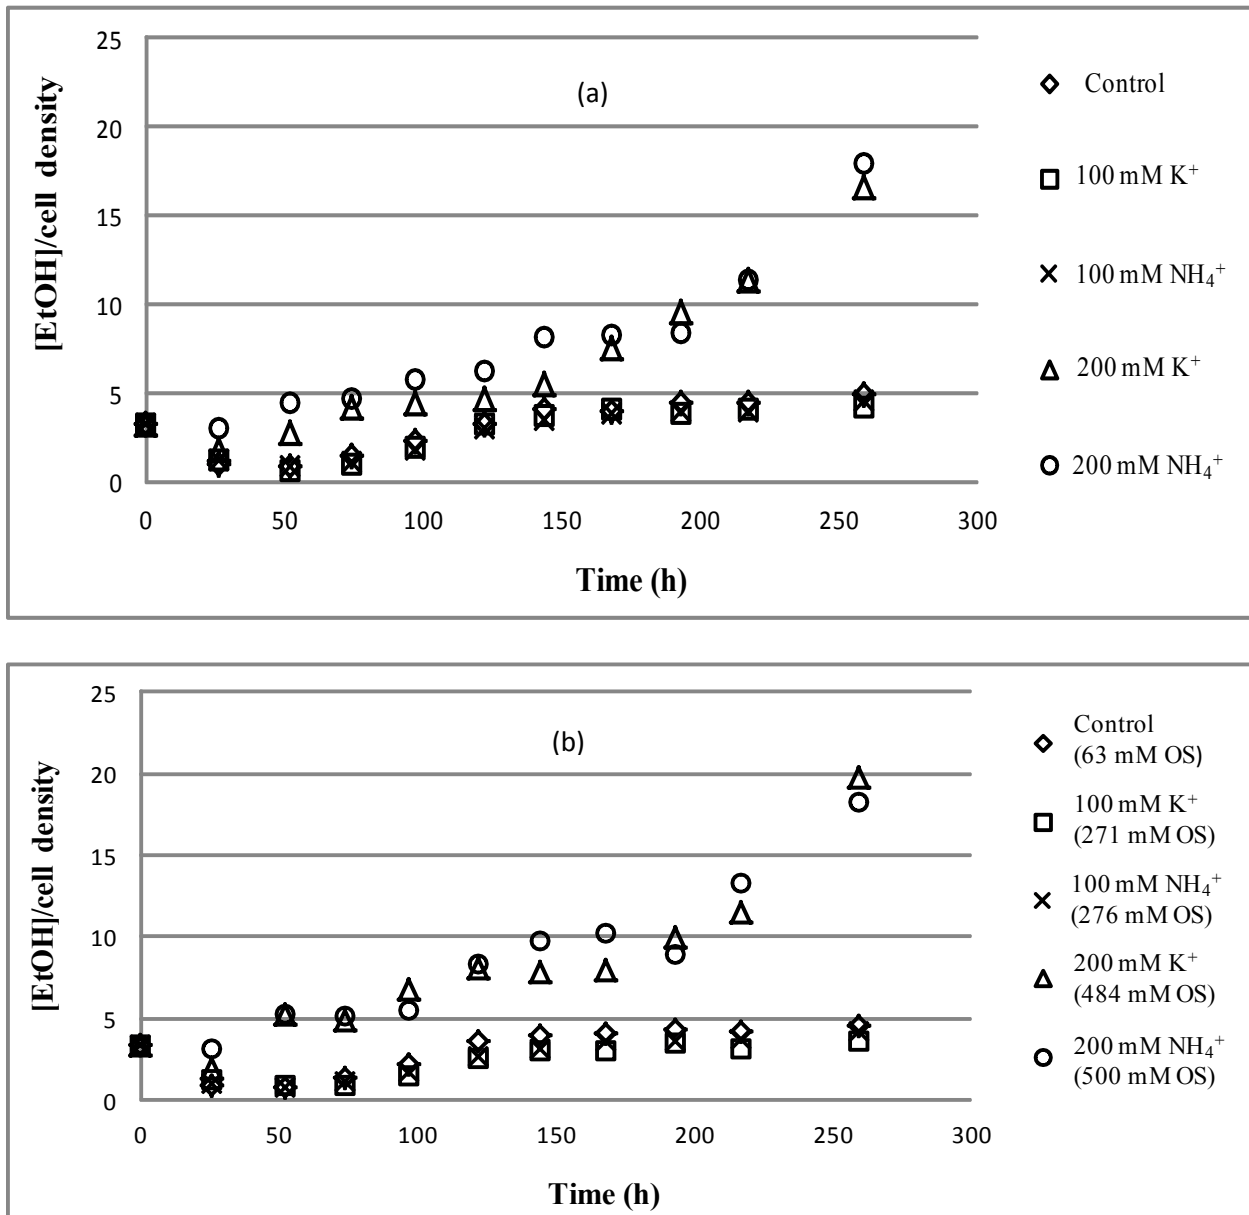 (a)
[EtOH]/cell density
25
20
15
10
5
0
0 50 100 150 200 250 300
Time (h)
Control
100 mM K⁺
100 mM NH₄⁺
200 mM K⁺
200 mM NH₄⁺
(b)
[EtOH]/cell density
25
20
15
10
5
0
0 50 100 150 200 250 300
Time (h)
Control
(63 mM OS)
100 mM K⁺
(271 mM OS)
100 mM NH₄⁺
(276 mM OS)
200 mM K⁺
(484 mM OS)
200 mM NH₄⁺
(500 mM OS)